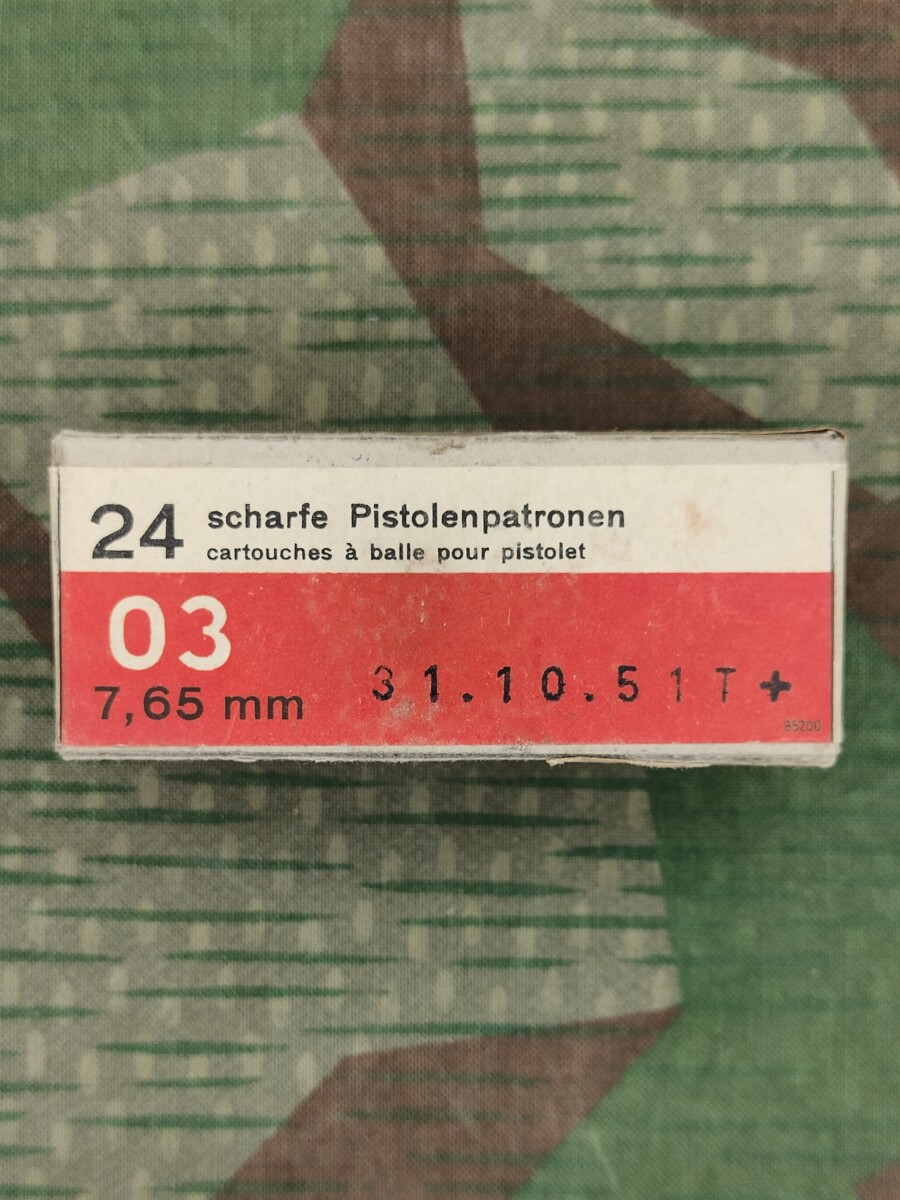 24 scharfe Pistolenpatronen
cartouches à balle pour pistolet
03
7,65 mm 31.10.51T+
85200